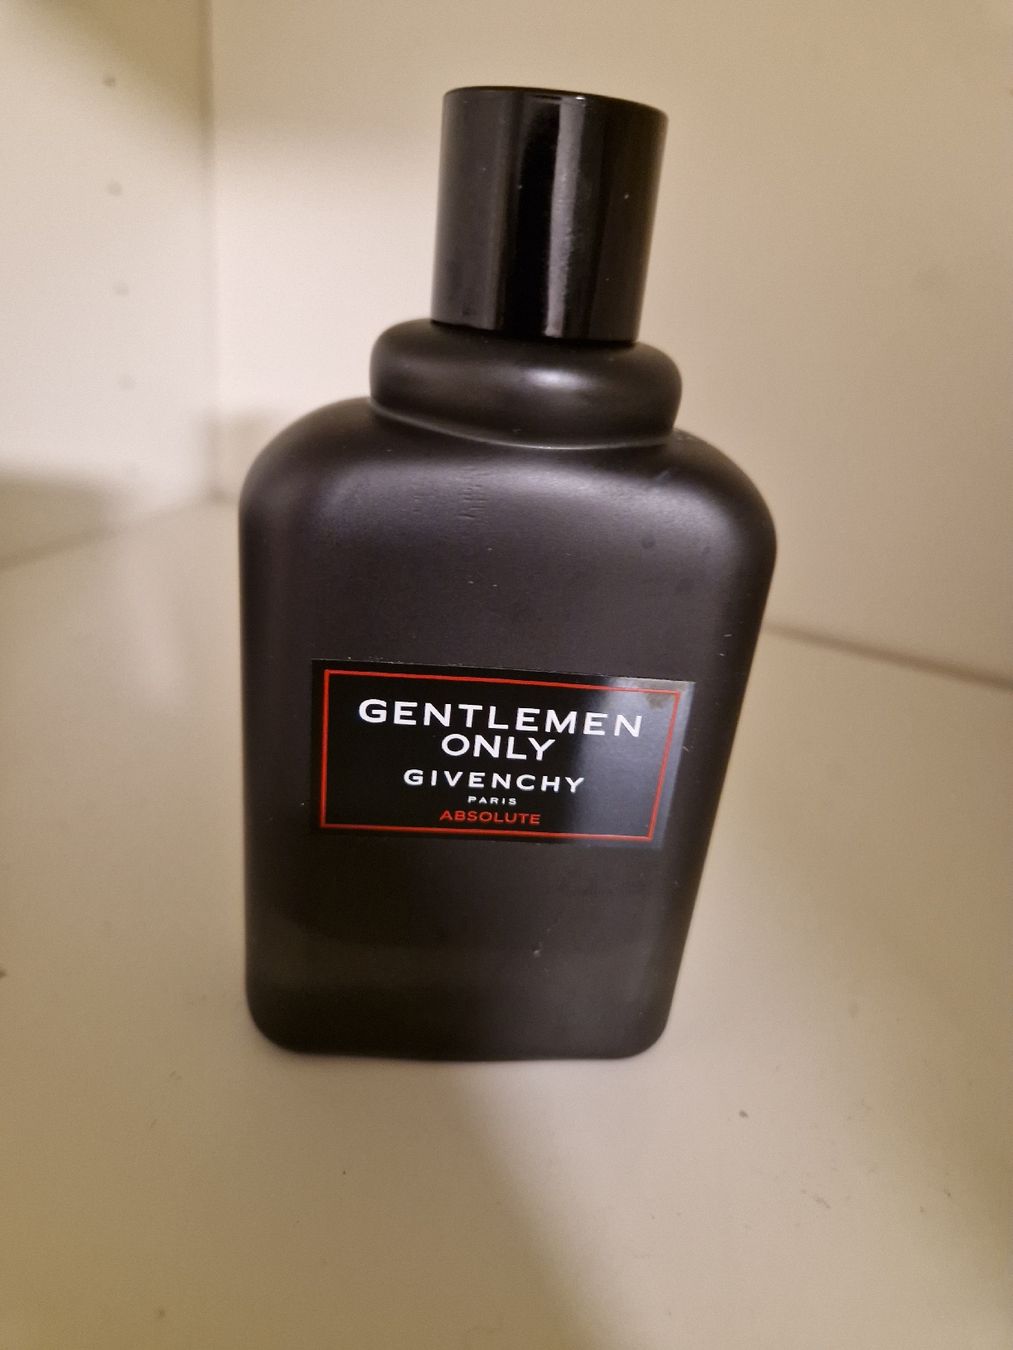 GENTLEMEN
ONLY
GIVENCHY
PARIS
ABSOLUTE